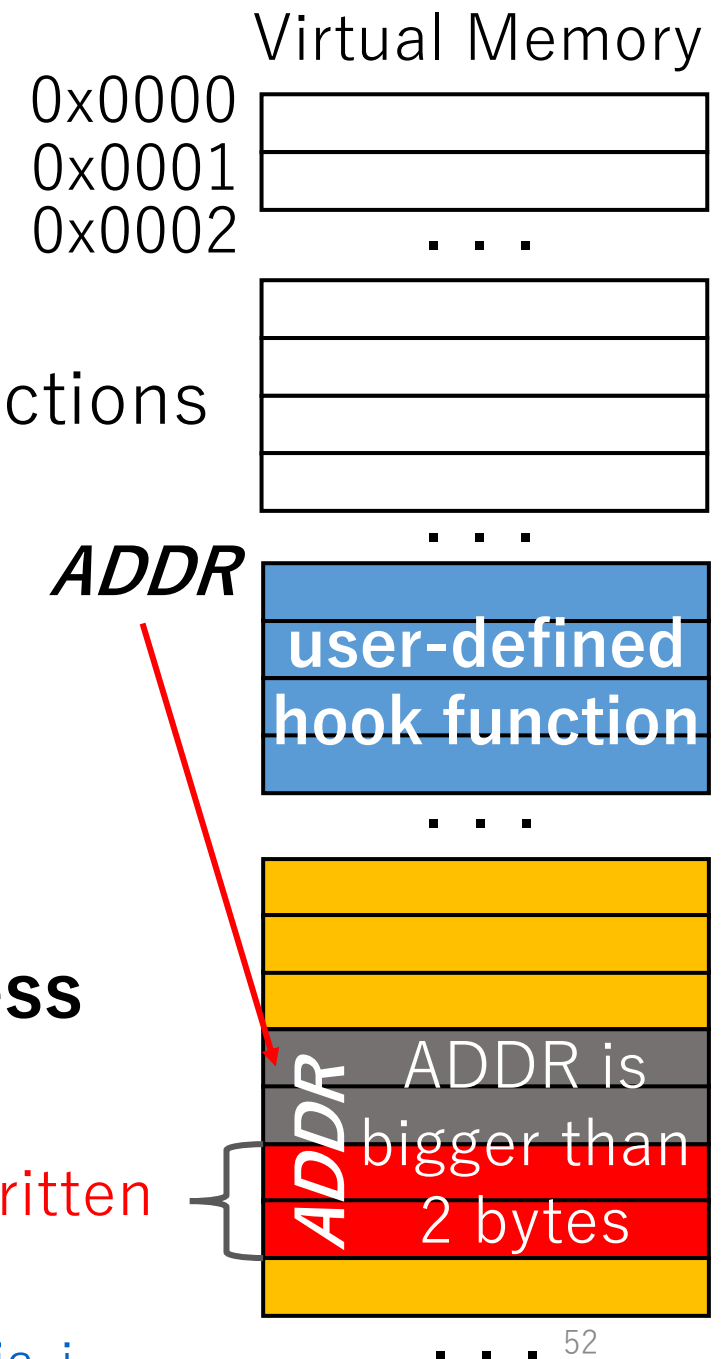 Virtual Memory
0x0000
0x0001
0x0002
. . .
ctions
. . .
ADDR
user-defined
hook function
. . .
ess
ADDR
ADDR is
bigger than
2 bytes
ritten
. . .
52